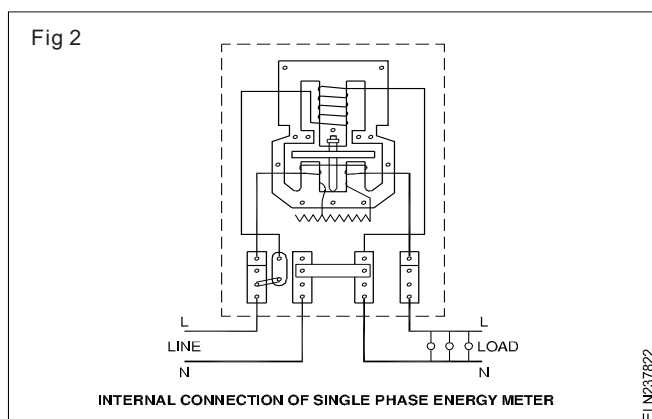 Fig 2
L
L
LINE
LOAD
N
N
INTERNAL CONNECTION OF SINGLE PHASE ENERGY METER
ELN237822